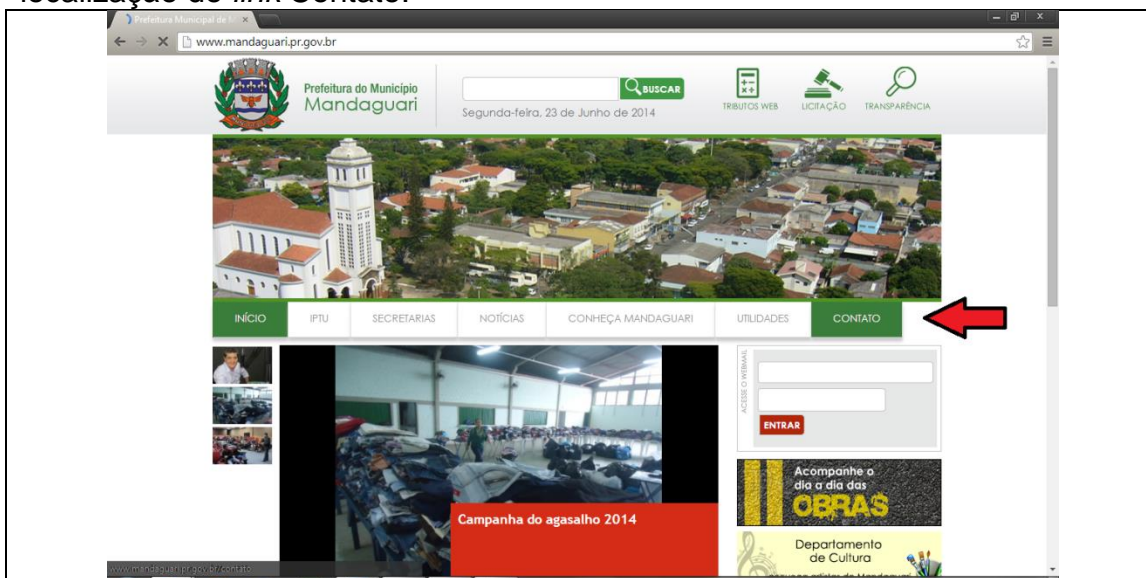 localização do link Contato.
Prefeitura Municipal de M
www.mandaguari.pr.gov.br
Prefeitura do Município
Mandaguari
BUSCAR
Segunda-feira, 23 de Junho de 2014
TRIBUTOS WEB
LICITAÇÃO
TRANSPARÊNCIA
INÍCIO
IPTU
SECRETARIAS
NOTÍCIAS
CONHEÇA MANDAGUARI
UTILIDADES
CONTATO
ACESSE O WEBMAIL
ENTRAR
Acompanhe o
dia a dia das
OBRAS
Campanha do agasalho 2014
Departamento
de Cultura
www.mandaguari.pr.gov.br/contato